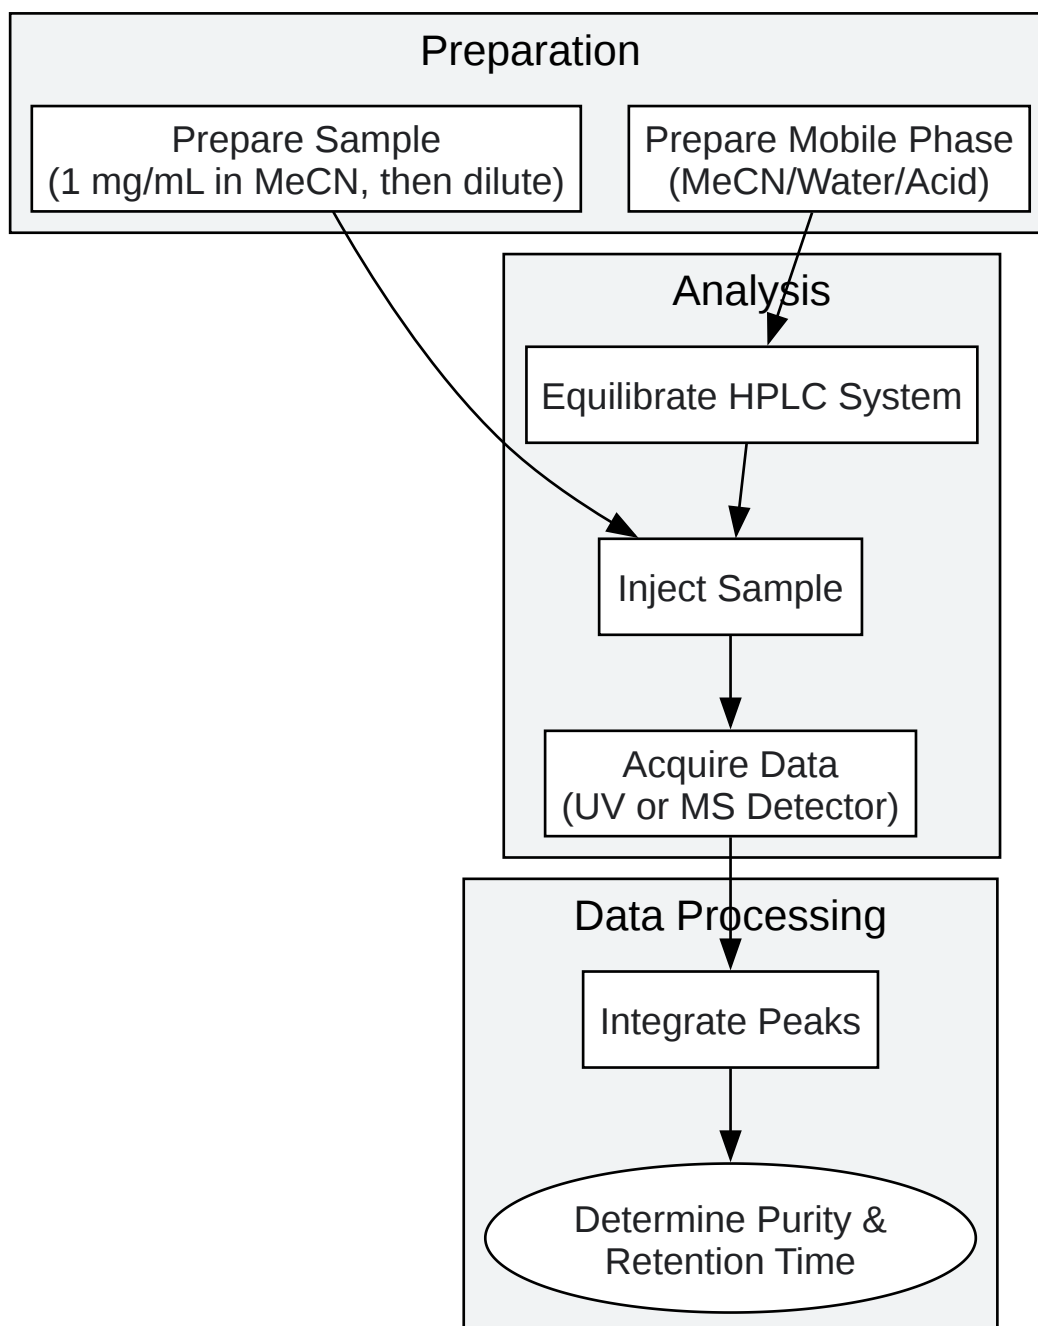 Preparation
Prepare Sample
(1 mg/mL in MeCN, then dilute)
Prepare Mobile Phase
(MeCN/Water/Acid)
Analysis
Equilibrate HPLC System
Inject Sample
Acquire Data
(UV or MS Detector)
Data Processing
Integrate Peaks
Determine Purity &
Retention Time